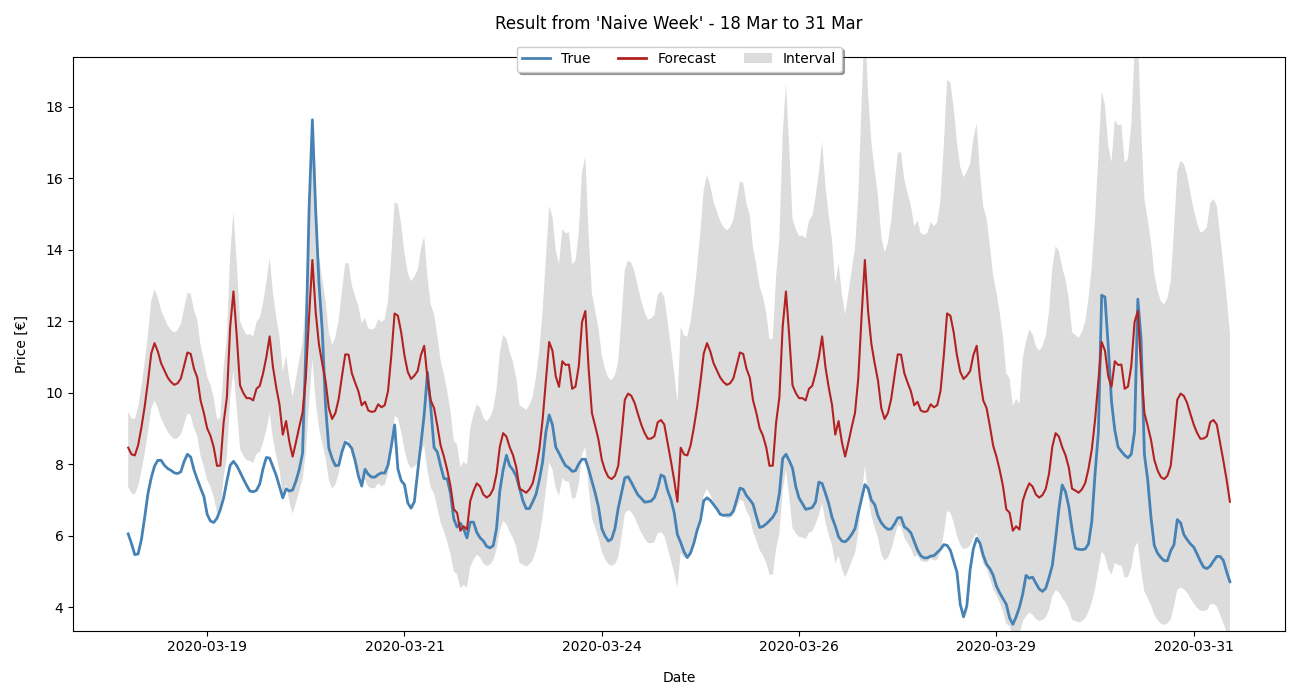 Result from 'Naive Week' - 18 Mar to 31 Mar
True Forecast Interval
Price [€]
18
16
14
12
10
8
6
4
2020-03-19 2020-03-21 2020-03-24 2020-03-26 2020-03-29 2020-03-31
Date